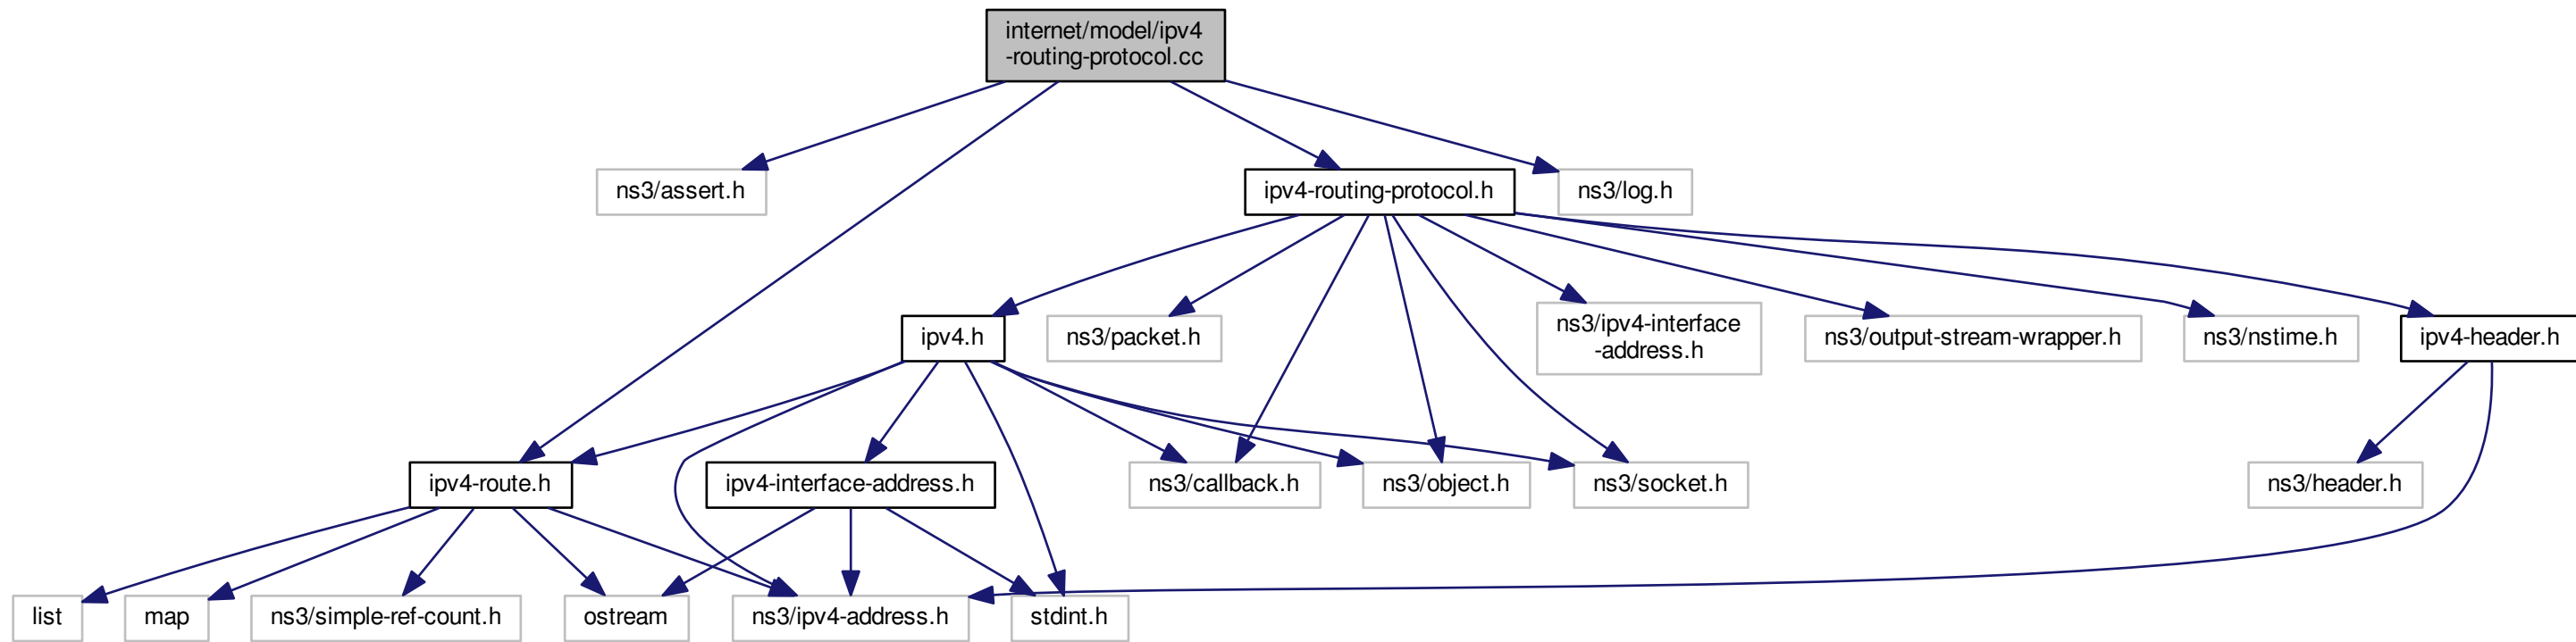 internet/model/ipv4
-routing-protocol.cc
ns3/assert.h
ipv4-routing-protocol.h
ns3/log.h
ipv4.h
ns3/packet.h
ns3/ipv4-interface
-address.h
ns3/output-stream-wrapper.h
ns3/nstime.h
ipv4-header.h
ipv4-route.h
ipv4-interface-address.h
ns3/callback.h
ns3/object.h
ns3/socket.h
ns3/header.h
list
map
ns3/simple-ref-count.h
ostream
ns3/ipv4-address.h
stdint.h